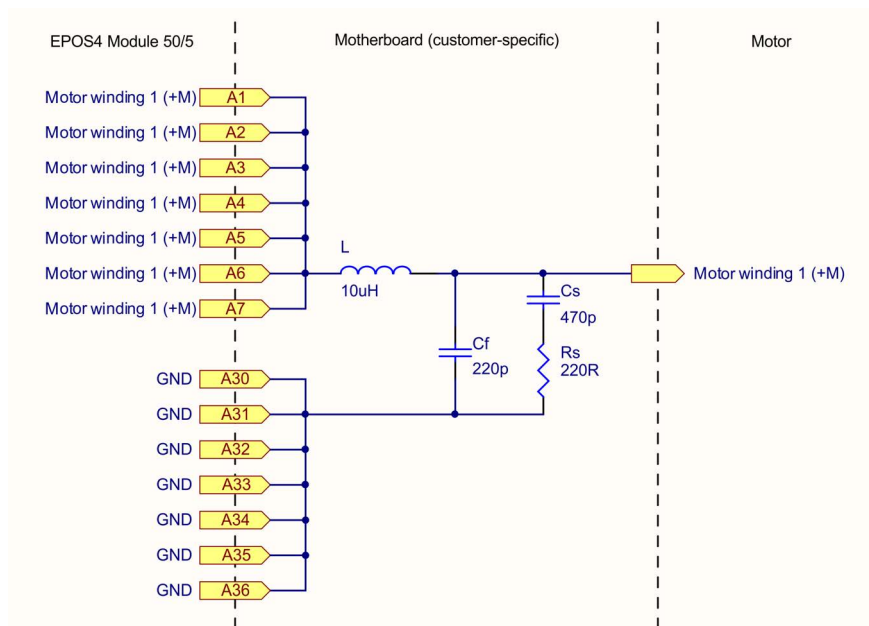 EPOS4 Module 50/5
Motherboard (customer-specific)
Motor
Motor winding 1 (+M) A1
Motor winding 1 (+M) A2
Motor winding 1 (+M) A3
Motor winding 1 (+M) A4
Motor winding 1 (+M) A5
Motor winding 1 (+M) A6
Motor winding 1 (+M) A7
L
10uH
Cf
220p
Cs
470p
Rs
220R
Motor winding 1 (+M)
GND A30
GND A31
GND A32
GND A33
GND A34
GND A35
GND A36